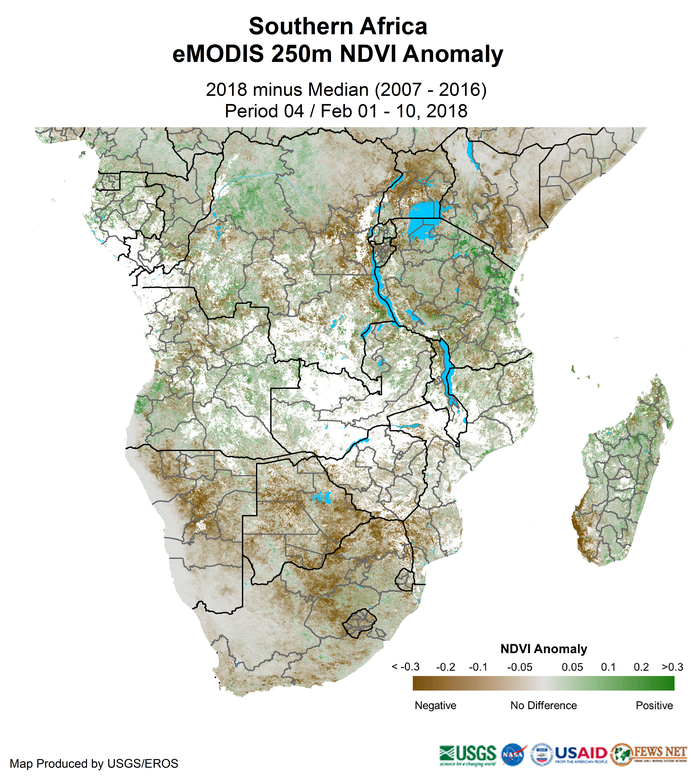 Southern Africa
eMODIS 250m NDVI Anomaly
2018 minus Median (2007 - 2016)
Period 04 / Feb 01 - 10, 2018
NDVI Anomaly
< -0.3 -0.2 -0.1 -0.05 0.05 0.1 0.2 >0.3
Negative No Difference Positive
Map Produced by USGS/EROS
USGS
science for a changing world
NASA
USAID
FROM THE AMERICAN PEOPLE
FEWS NET